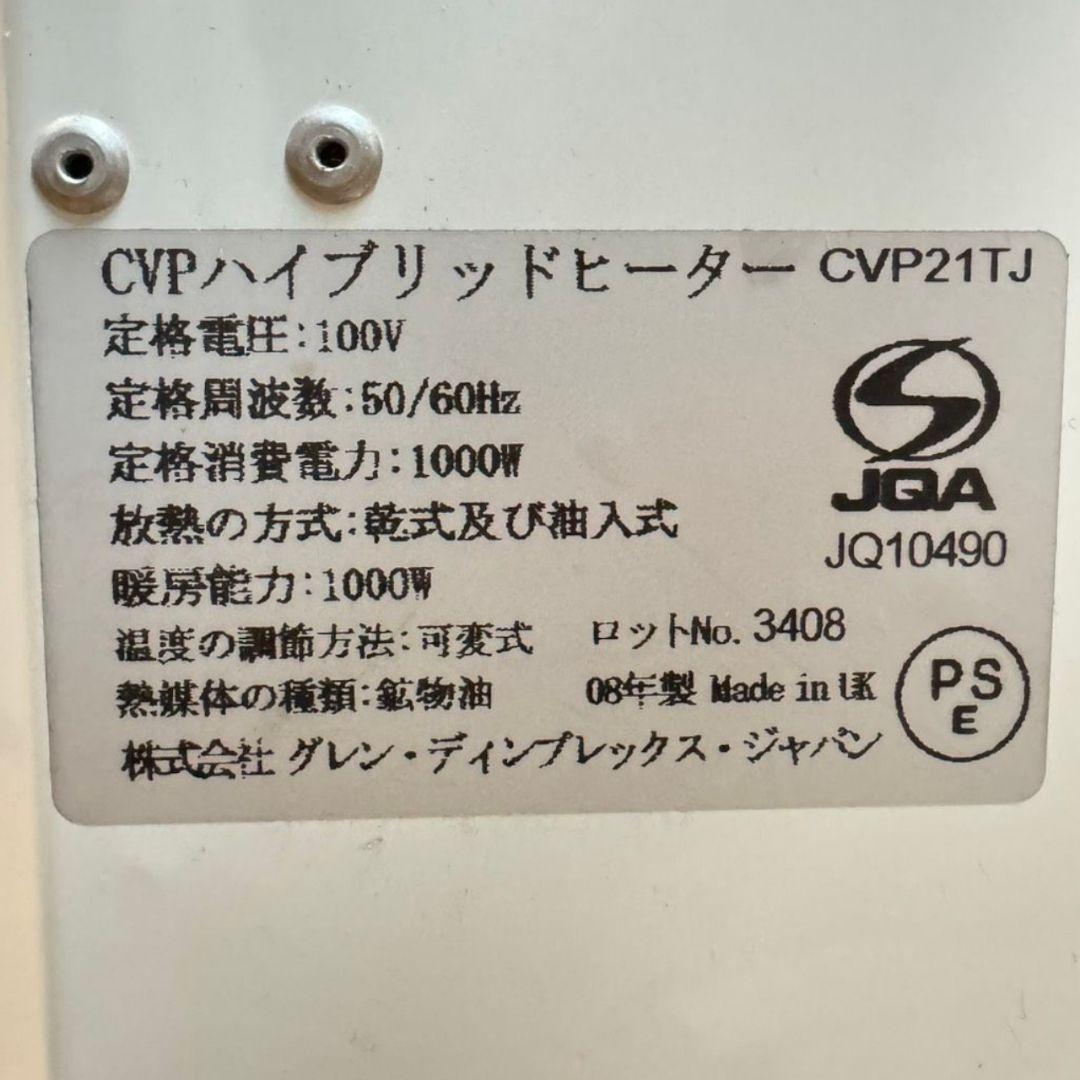 CVPハイブリッドヒーター CVP21TJ
定格電圧:100V
定格周波数:50/60Hz
定格消費電力:1000W
放熱の方式:乾式及び油入式
暖房能力:1000W
温度の調節方法:可変式 ロットNo. 3408
熱媒体の種類:鉱物油 08年製 Made in UK
株式会社 グレン・ディンプレックス・ジャパン
JQA
JQ10490
PS
E